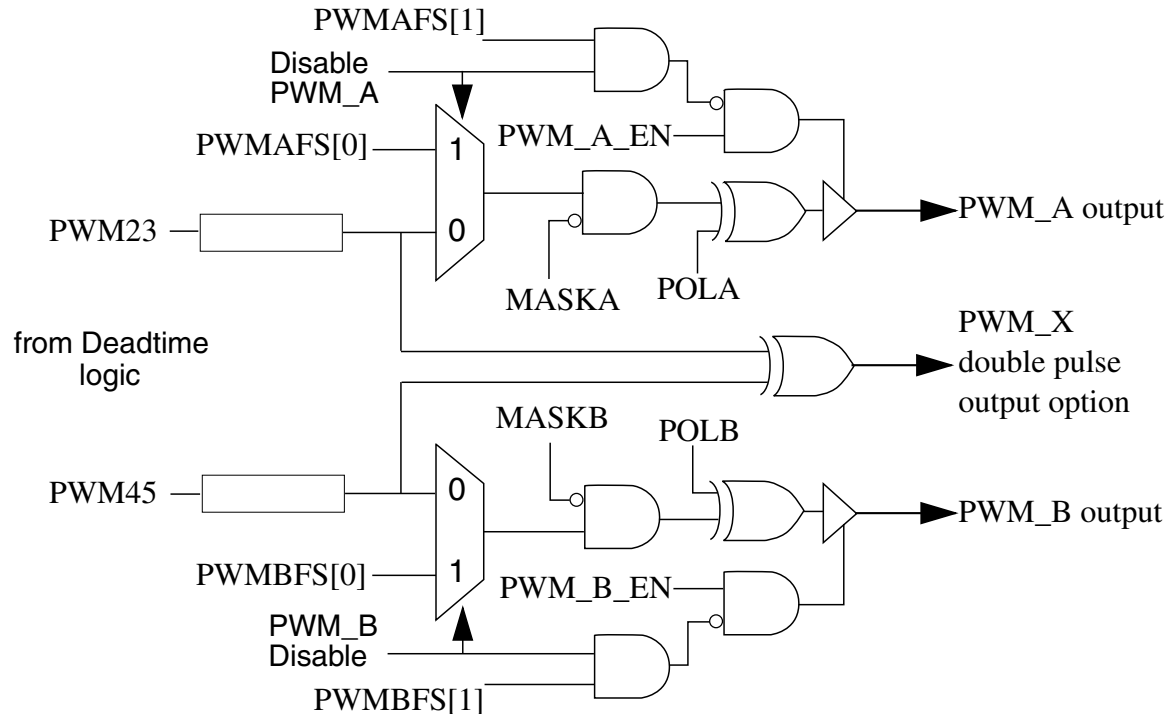 PWMAFS[1]
Disable
PWM_A
PWMAFS[0]
1
PWM_A_EN
PWM23
0
PWM_A output
MASKA
POLA
from Deadtime
logic
PWM_X
double pulse
output option
MASKB
POLB
PWM45
0
PWM_B output
PWMBFS[0]
1
PWM_B_EN
PWM_B
Disable
PWMBFS[1]